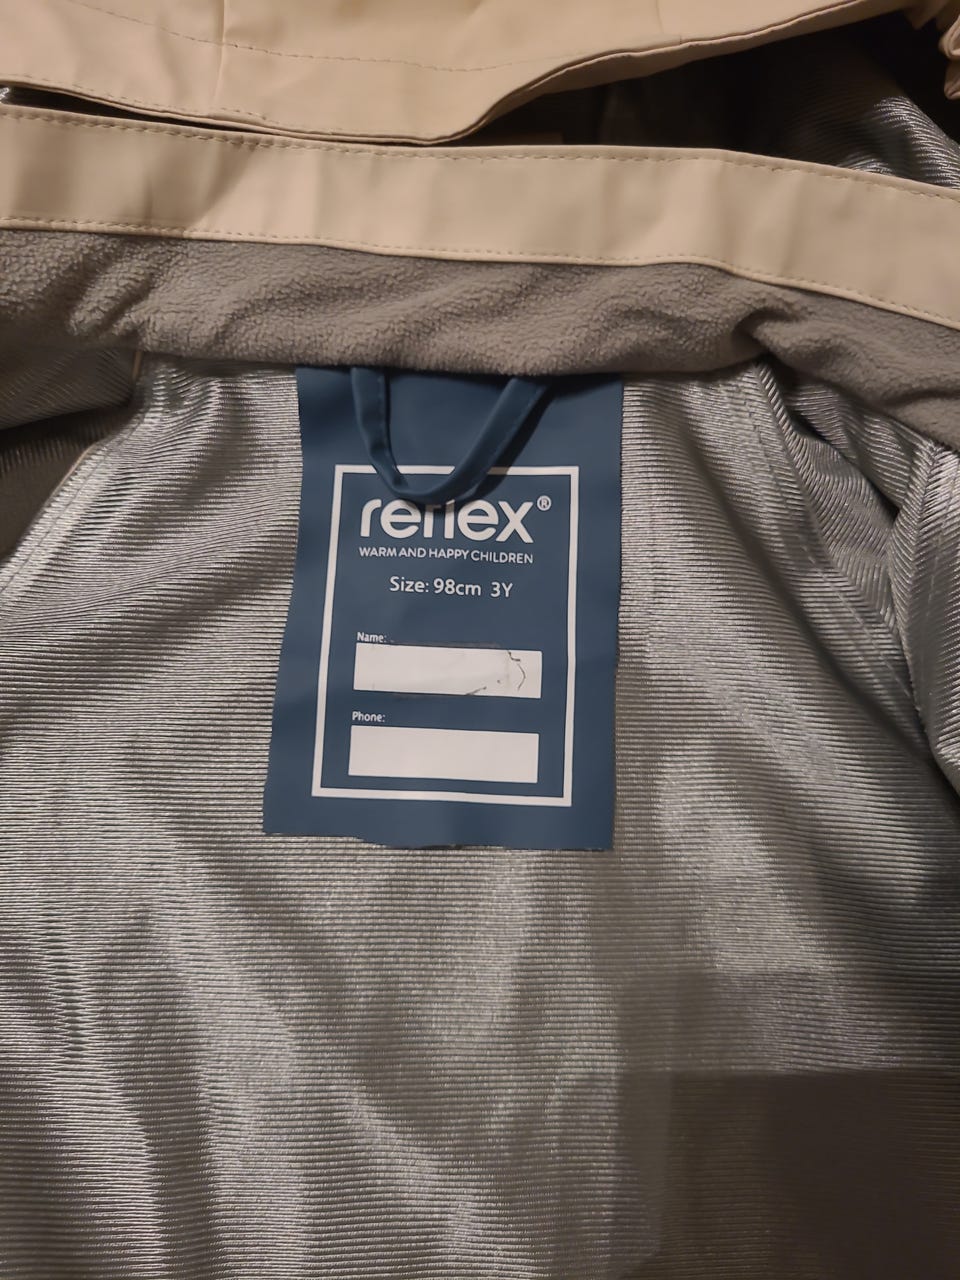 reflex®
WARM AND HAPPY CHILDREN
Size: 98cm 3Y
Name:
Phone: